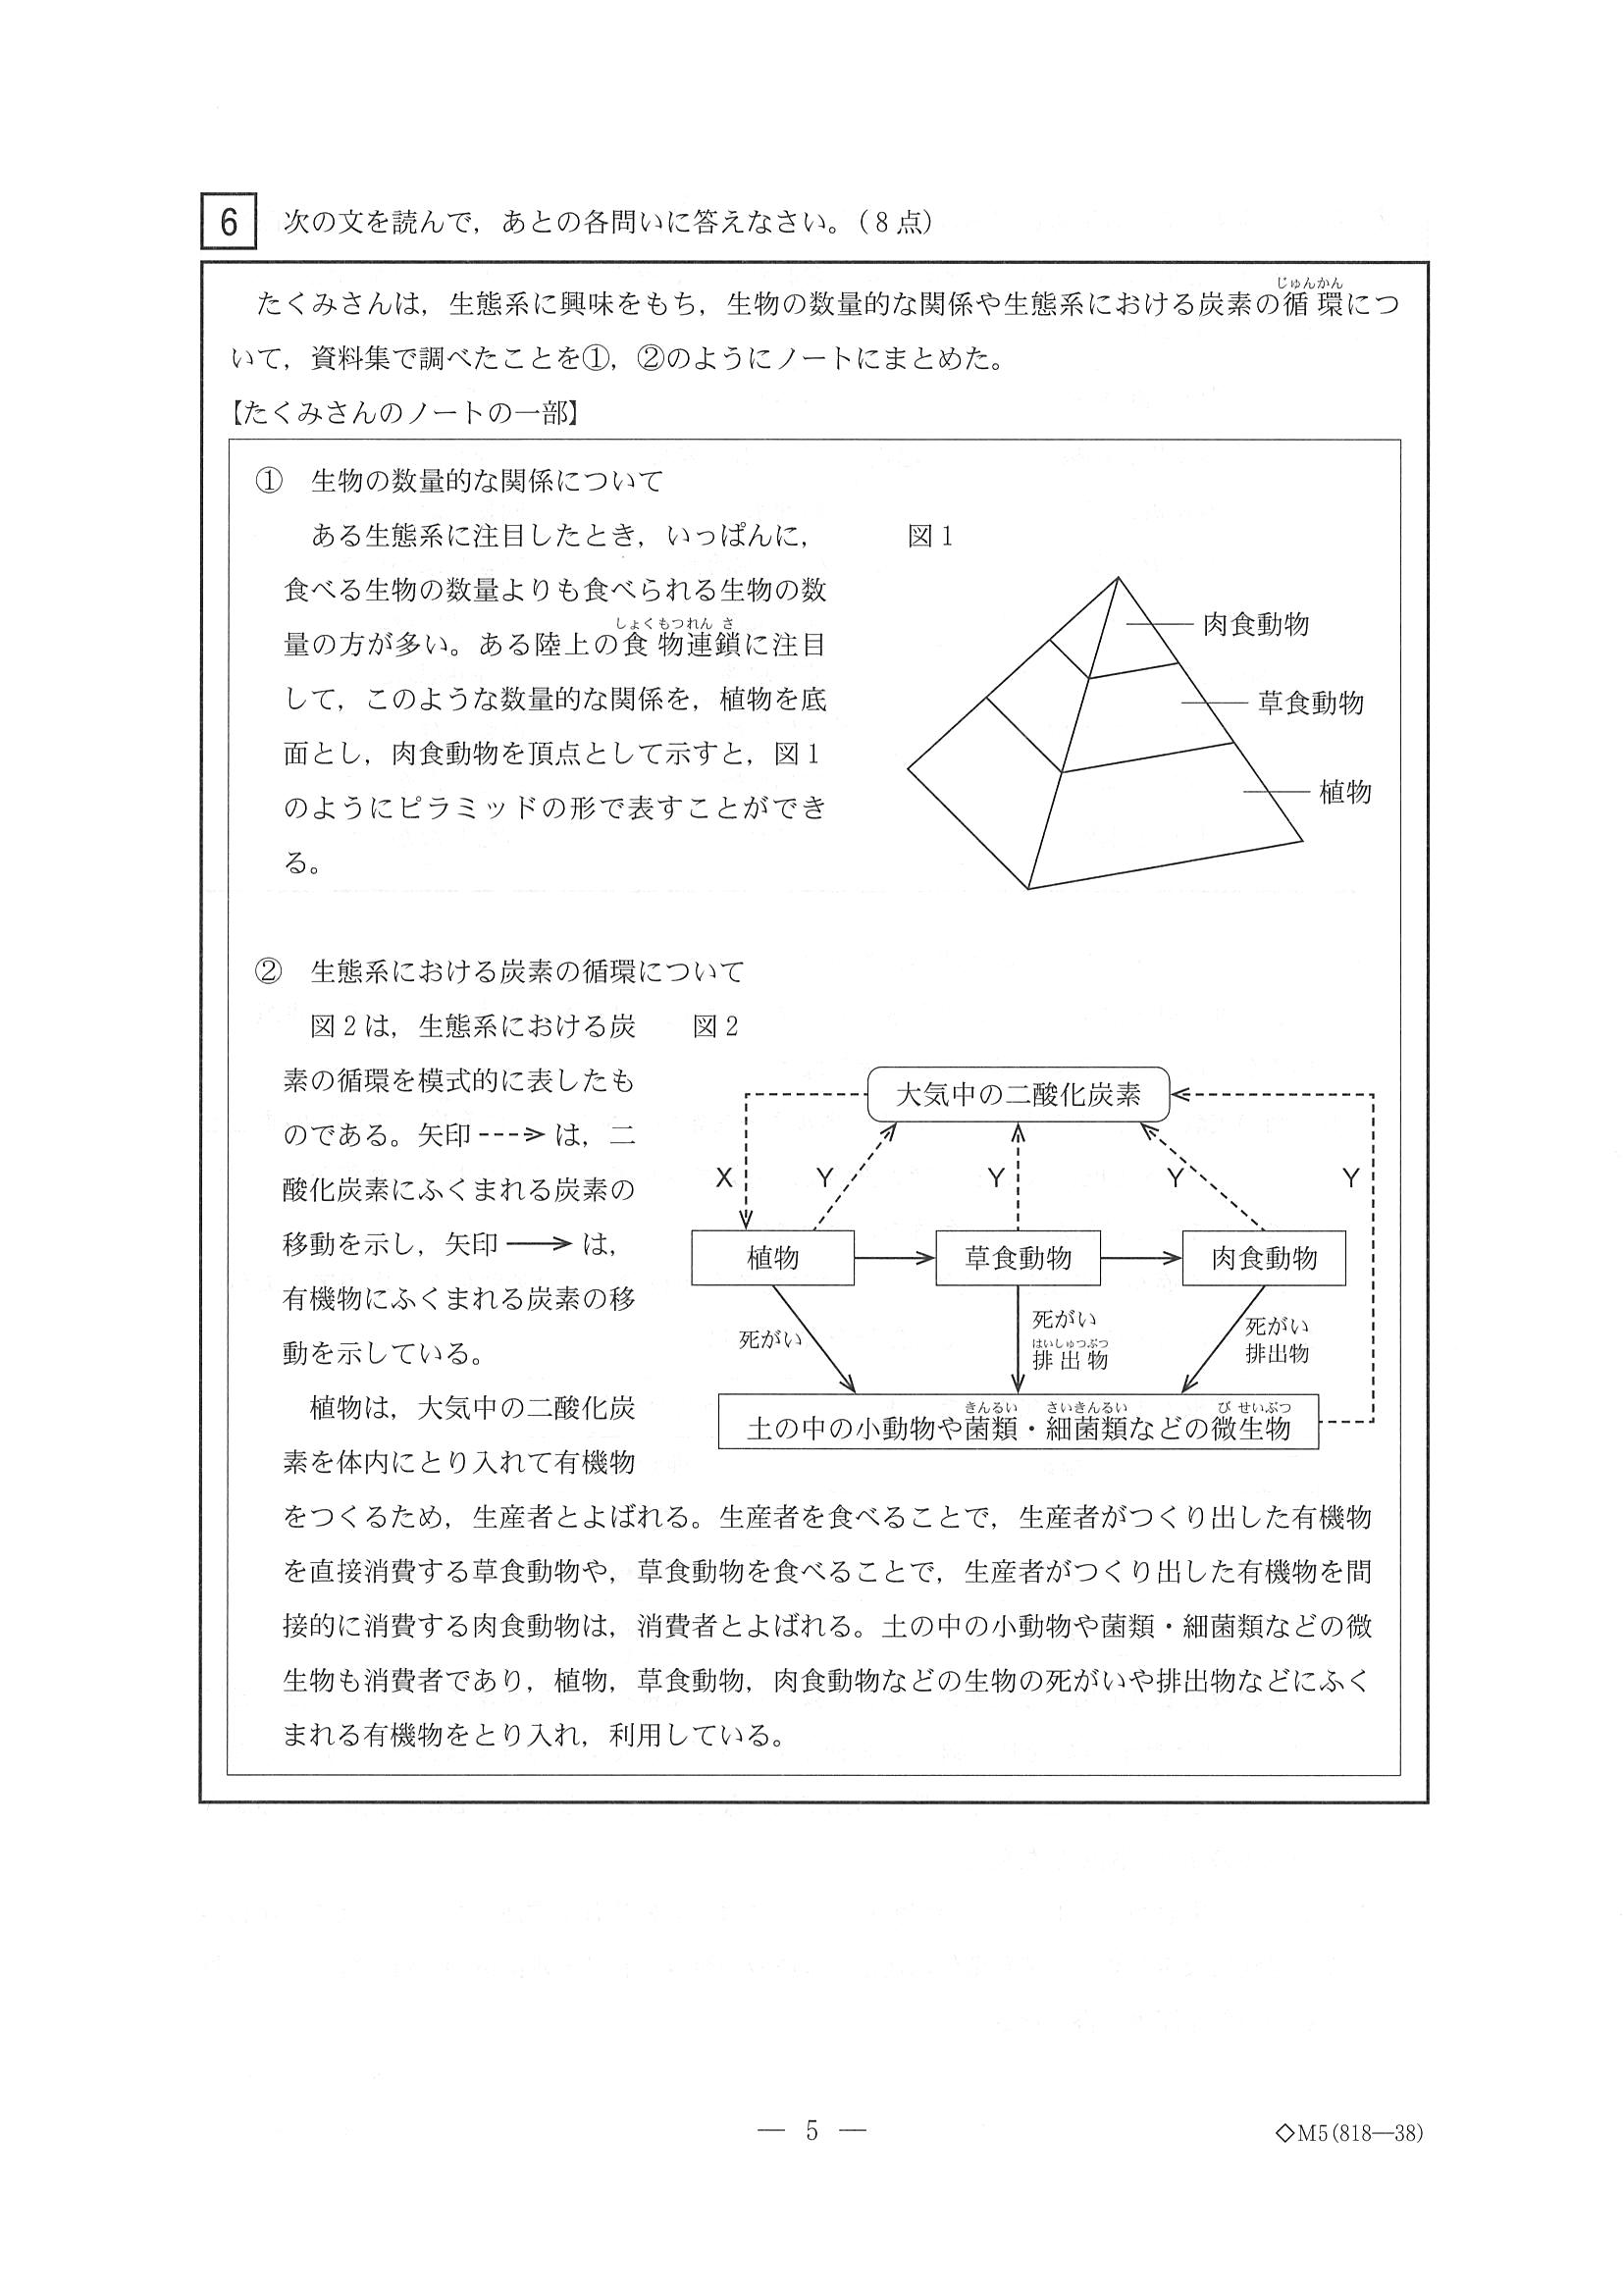 6 次の文を読んで，あとの各問いに答えなさい。（8点）
たくみさんは，生態系に興味をもち，生物の数量的な関係や生態系における炭素の循環につ
じゅんかん
いて，資料集で調べたことを①，②のようにノートにまとめた。
【たくみさんのノートの一部】
① 生物の数量的な関係について
ある生態系に注目したとき，いっぱんに，
食べる生物の数量よりも食べられる生物の数
量の方が多い。ある陸上の食物連鎖に注目
しょくもつれんさ
して，このような数量的な関係を，植物を底
面とし，肉食動物を頂点として示すと，図1
のようにピラミッドの形で表すことができ
る。
図1
肉食動物
草食動物
植物
② 生態系における炭素の循環について
図2は，生態系における炭
素の循環を模式的に表したも
のである。矢印 ----> は，二
酸化炭素にふくまれる炭素の
移動を示し，矢印 ──→ は，
有機物にふくまれる炭素の移
動を示している。
図2
大気中の二酸化炭素
X Y Y Y Y
植物 草食動物 肉食動物
死がい
死がい
排出物
はいしゅつぶつ
死がい
排出物
土の中の小動物や菌類・細菌類などの微生物
きんるい さいきんるい びせいぶつ
植物は，大気中の二酸化炭
素を体内にとり入れて有機物
をつくるため，生産者とよばれる。生産者を食べることで，生産者がつくり出した有機物
を直接消費する草食動物や，草食動物を食べることで，生産者がつくり出した有機物を間
接的に消費する肉食動物は，消費者とよばれる。土の中の小動物や菌類・細菌類などの微
生物も消費者であり，植物，草食動物，肉食動物などの生物の死がいや排出物などにふく
まれる有機物をとり入れ，利用している。
― 5 ―
◇M5(818―38)